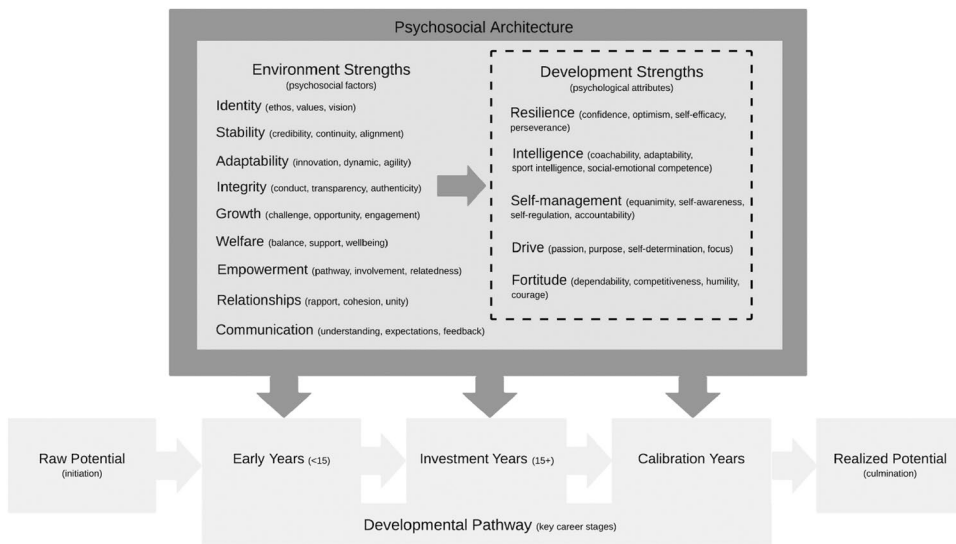 Psychosocial Architecture
Environment Strengths
(psychosocial factors)
Identity (ethos, values, vision)
Stability (credibility, continuity, alignment)
Adaptability (innovation, dynamic, agility)
Integrity (conduct, transparency, authenticity)
Growth (challenge, opportunity, engagement)
Welfare (balance, support, wellbeing)
Empowerment (pathway, involvement, relatedness)
Relationships (rapport, cohesion, unity)
Communication (understanding, expectations, feedback)
Development Strengths
(psychological attributes)
Resilience (confidence, optimism, self-efficacy,
perseverance)
Intelligence (coachability, adaptability,
sport intelligence, social-emotional competence)
Self-management (equanimity, self-awareness,
self-regulation, accountability)
Drive (passion, purpose, self-determination, focus)
Fortitude (dependability, competitiveness, humility,
courage)
Raw Potential
(initiation)
Early Years (<15)
Investment Years (15+)
Calibration Years
Realized Potential
(culmination)
Developmental Pathway (key career stages)